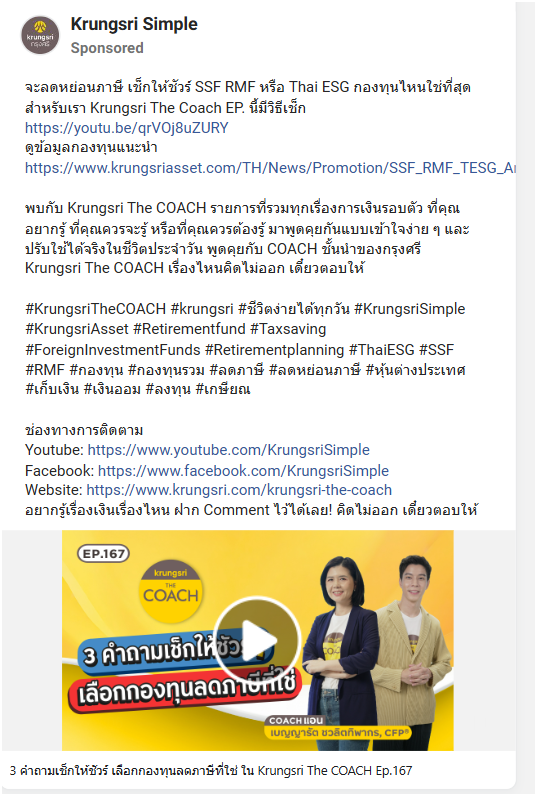 krungsri
กรุงศรี
Krungsri Simple
Sponsored
จะลดหย่อนภาษี เช็กให้ชัวร์ SSF RMF หรือ Thai ESG กองทุนไหนใช่ที่สุด
สำหรับเรา Krungsri The Coach EP. นี้มีวิธีเช็ก
https://youtu.be/qrVOj8uZURY
ดูข้อมูลกองทุนแนะนำ
https://www.krungsriasset.com/TH/News/Promotion/SSF_RMF_TESG_A
พบกับ Krungsri The COACH รายการที่รวมทุกเรื่องการเงินรอบตัว ที่คุณ
อยากรู้ ที่คุณควรจะรู้ หรือที่คุณควรต้องรู้ มาพูดคุยกันแบบเข้าใจง่าย ๆ และ
ปรับใช้ได้จริงในชีวิตประจำวัน พูดคุยกับ COACH ชั้นนำของกรุงศรี
Krungsri The COACH เรื่องไหนคิดไม่ออก เดี๋ยวตอบให้
#KrungsriTheCOACH #krungsri #ชีวิตง่ายได้ทุกวัน #KrungsriSimple
#KrungsriAsset #Retirementfund #Taxsaving
#ForeignInvestmentFunds #Retirementplanning #ThaiESG #SSF
#RMF #กองทุน #กองทุนรวม #ลดภาษี #ลดหย่อนภาษี #หุ้นต่างประเทศ
#เก็บเงิน #เงินออม #ลงทุน #เกษียณ
ช่องทางการติดตาม
Youtube: https://www.youtube.com/KrungsriSimple
Facebook: https://www.facebook.com/KrungsriSimple
Website: https://www.krungsri.com/krungsri-the-coach
อยากรู้เรื่องเงินเรื่องไหน ฝาก Comment ไว้ได้เลย! คิดไม่ออก เดี๋ยวตอบให้
EP.167
krungsri
THE
COACH
3 คำถามเช็กให้ชัวร์
เลือกกองทุนลดภาษีที่ใช่
COACH แอน
เบญญารัต ชวลิตทิพากร, CFP®
3 คำถามเช็กให้ชัวร์ เลือกกองทุนลดภาษีที่ใช่ ใน Krungsri The COACH Ep.167